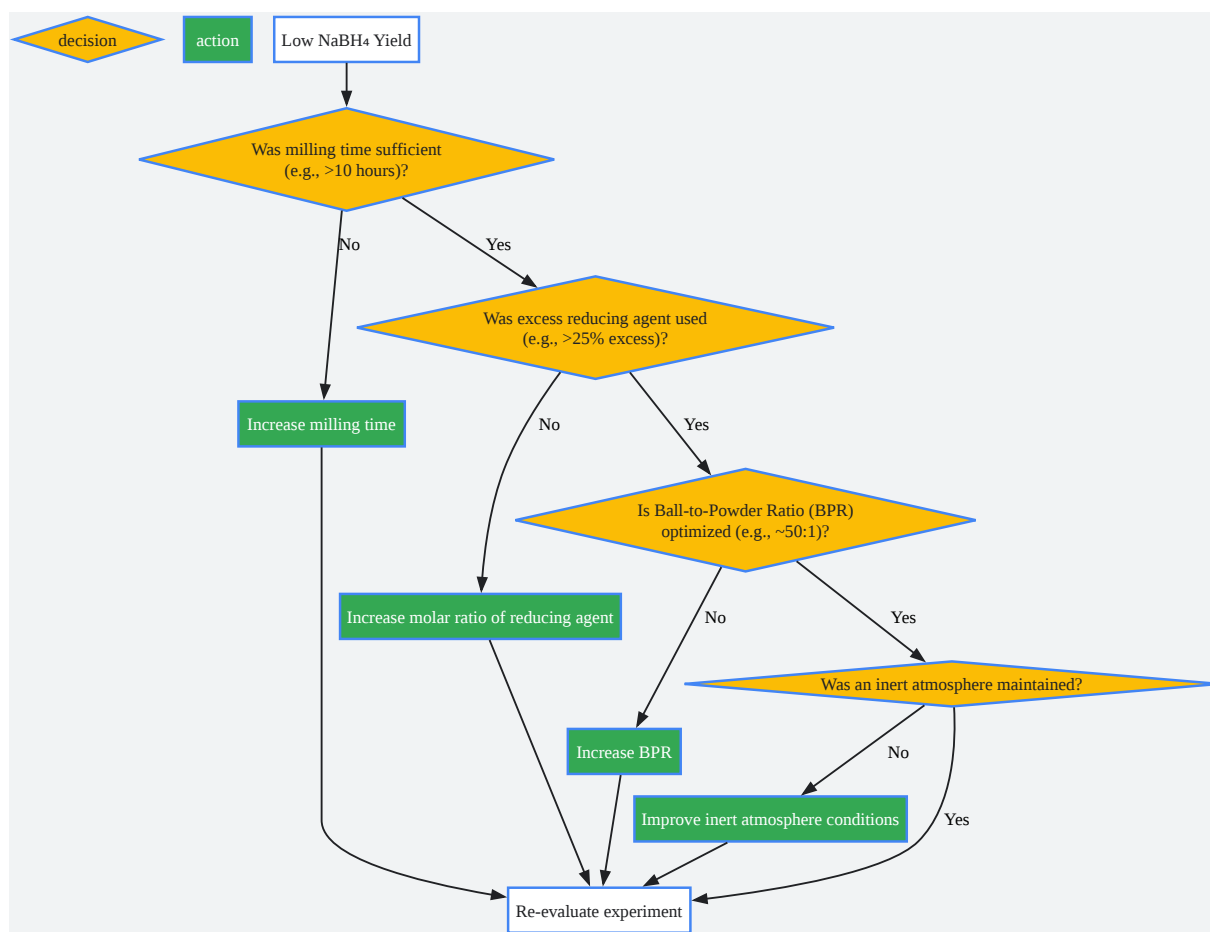 decision
action
Low NaBH₄ Yield
Was milling time sufficient
(e.g., >10 hours)?
No
Yes
Was excess reducing agent used
(e.g., >25% excess)?
Increase milling time
No
Yes
Is Ball-to-Powder Ratio (BPR)
optimized (e.g., ~50:1)?
Increase molar ratio of reducing agent
No
Yes
Was an inert atmosphere maintained?
Increase BPR
No
Improve inert atmosphere conditions
Yes
Re-evaluate experiment